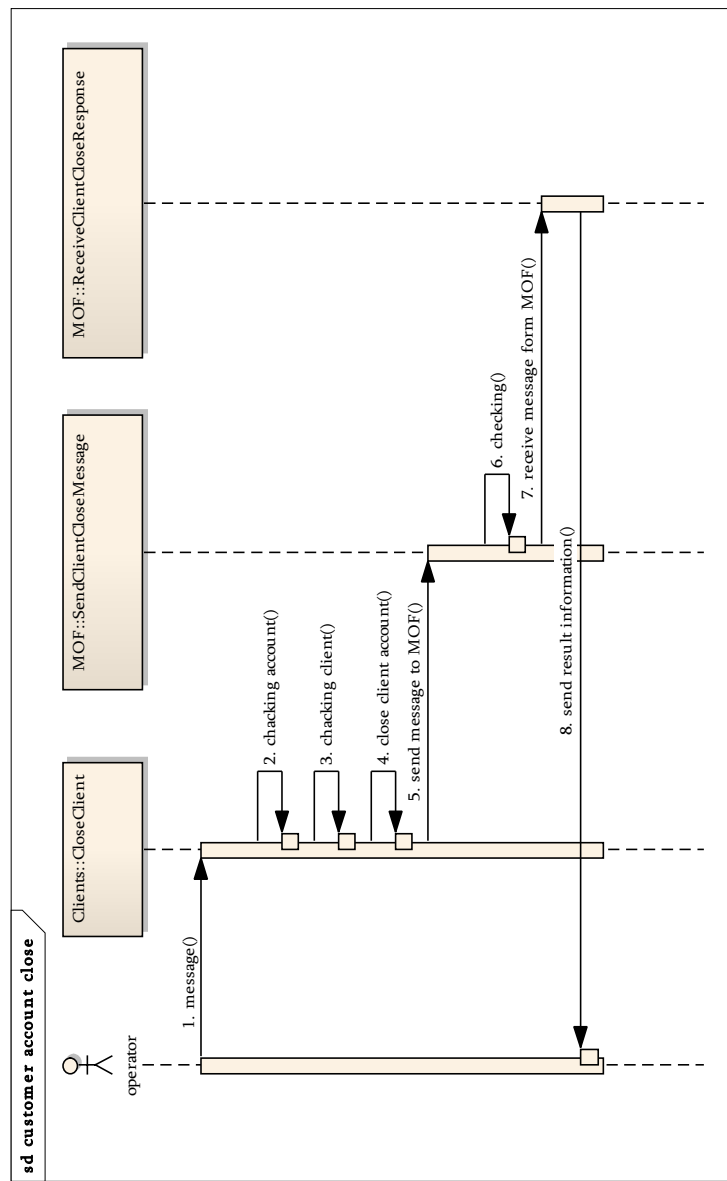 sd customer account close
operator
Clients::CloseClient
MOF::SendClientCloseMessage
MOF::ReceiveClientCloseResponse
1. message()
2. chacking account()
3. chacking client()
4. close client account()
5. send message to MOF()
6. checking()
7. receive message form MOF()
8. send result information()